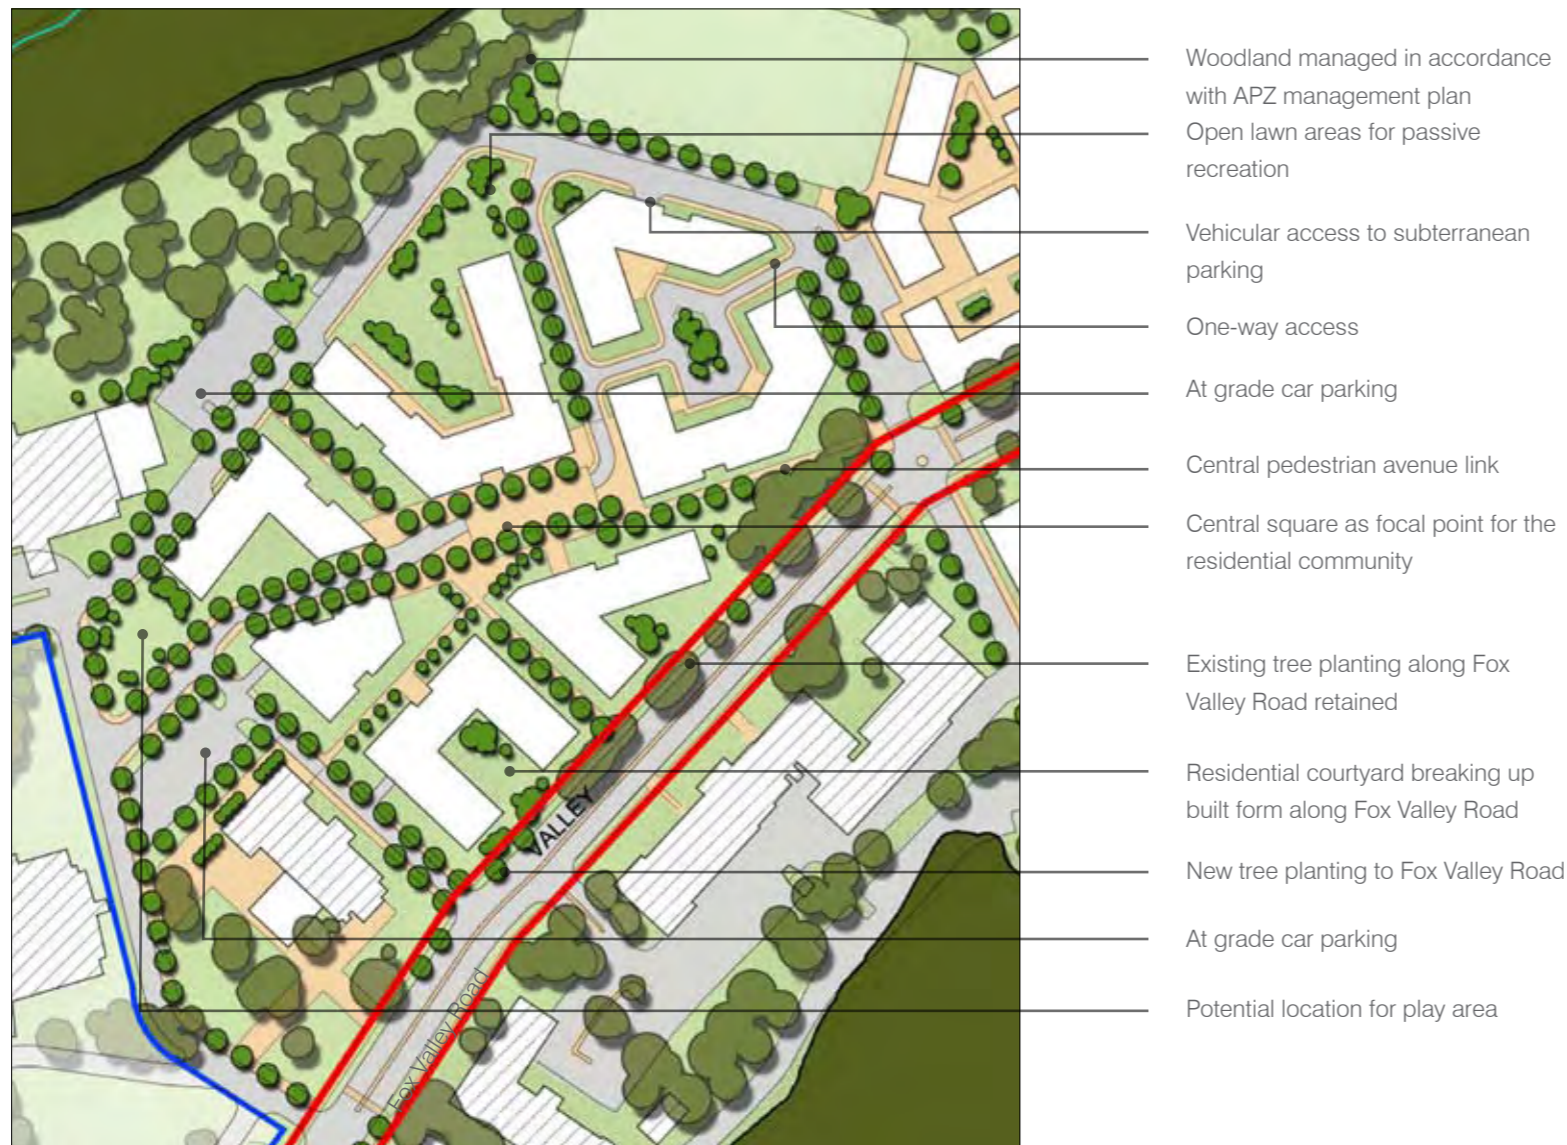 Woodland managed in accordance
with APZ management plan
Open lawn areas for passive
recreation
Vehicular access to subterranean
parking
One-way access
At grade car parking
Central pedestrian avenue link
Central square as focal point for the
residential community
Existing tree planting along Fox
Valley Road retained
Residential courtyard breaking up
built form along Fox Valley Road
New tree planting to Fox Valley Road
At grade car parking
Potential location for play area
VALLEY
Fox Valley Road